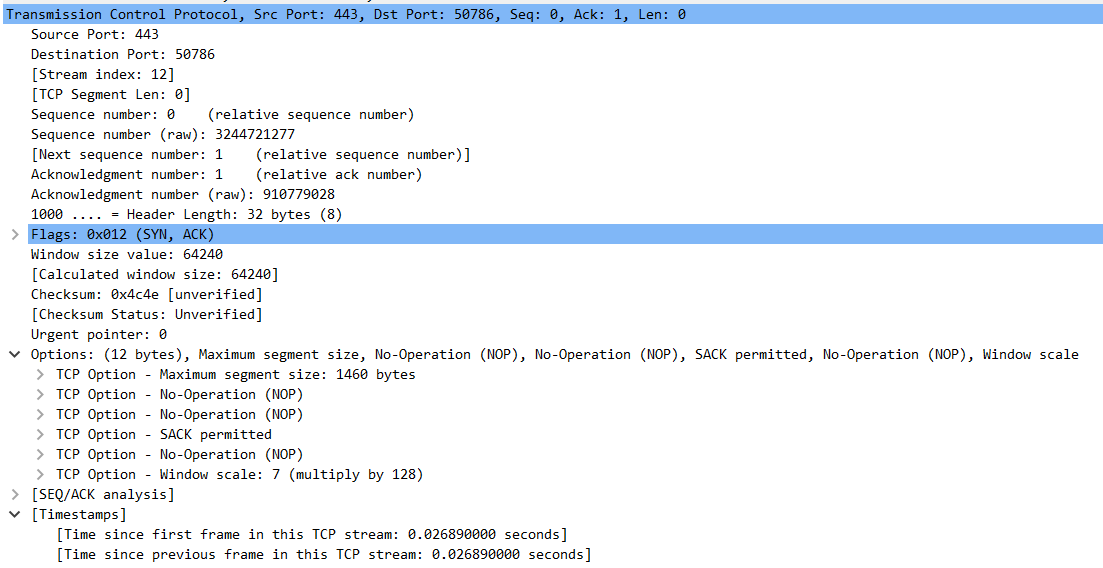 Transmission Control Protocol, Src Port: 443, Dst Port: 50786, Seq: 0, Ack: 1, Len: 0
Source Port: 443
Destination Port: 50786
[Stream index: 12]
[TCP Segment Len: 0]
Sequence number: 0    (relative sequence number)
Sequence number (raw): 3244721277
[Next sequence number: 1    (relative sequence number)]
Acknowledgment number: 1    (relative ack number)
Acknowledgment number (raw): 910779028
1000 .... = Header Length: 32 bytes (8)
Flags: 0x012 (SYN, ACK)
Window size value: 64240
[Calculated window size: 64240]
Checksum: 0x4c4e [unverified]
[Checksum Status: Unverified]
Urgent pointer: 0
Options: (12 bytes), Maximum segment size, No-Operation (NOP), No-Operation (NOP), SACK permitted, No-Operation (NOP), Window scale
TCP Option - Maximum segment size: 1460 bytes
TCP Option - No-Operation (NOP)
TCP Option - No-Operation (NOP)
TCP Option - SACK permitted
TCP Option - No-Operation (NOP)
TCP Option - Window scale: 7 (multiply by 128)
[SEQ/ACK analysis]
[Timestamps]
[Time since first frame in this TCP stream: 0.026890000 seconds]
[Time since previous frame in this TCP stream: 0.026890000 seconds]